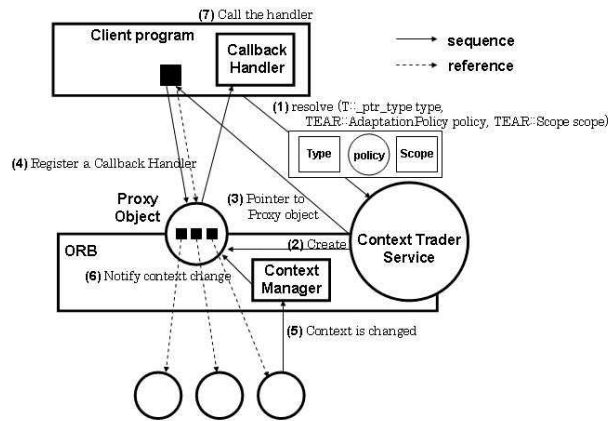 (7) Call the handler
Client program
Callback
Handler
sequence
reference
(1) resolve (T::_ptr_type type,
TEAR::AdaptationPolicy policy, TEAR::Scope scope)
Type
policy
Scope
(4) Register a Callback Handler
Proxy
Object
(3) Pointer to
Proxy object
ORB
(2) Create
Context Trader
Service
(6) Notify context change
Context
Manager
(5) Context is changed